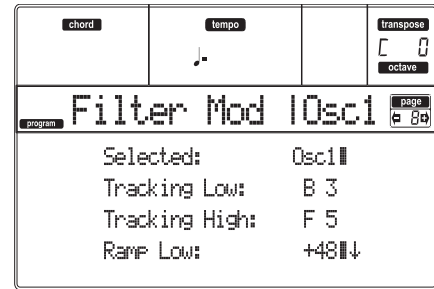 chord tempo transpose
C 0
octave
program Filter Mod |Osc1 page 8
Selected: Osc1
Tracking Low: B 3
Tracking High: F 5
Ramp Low: +48↓